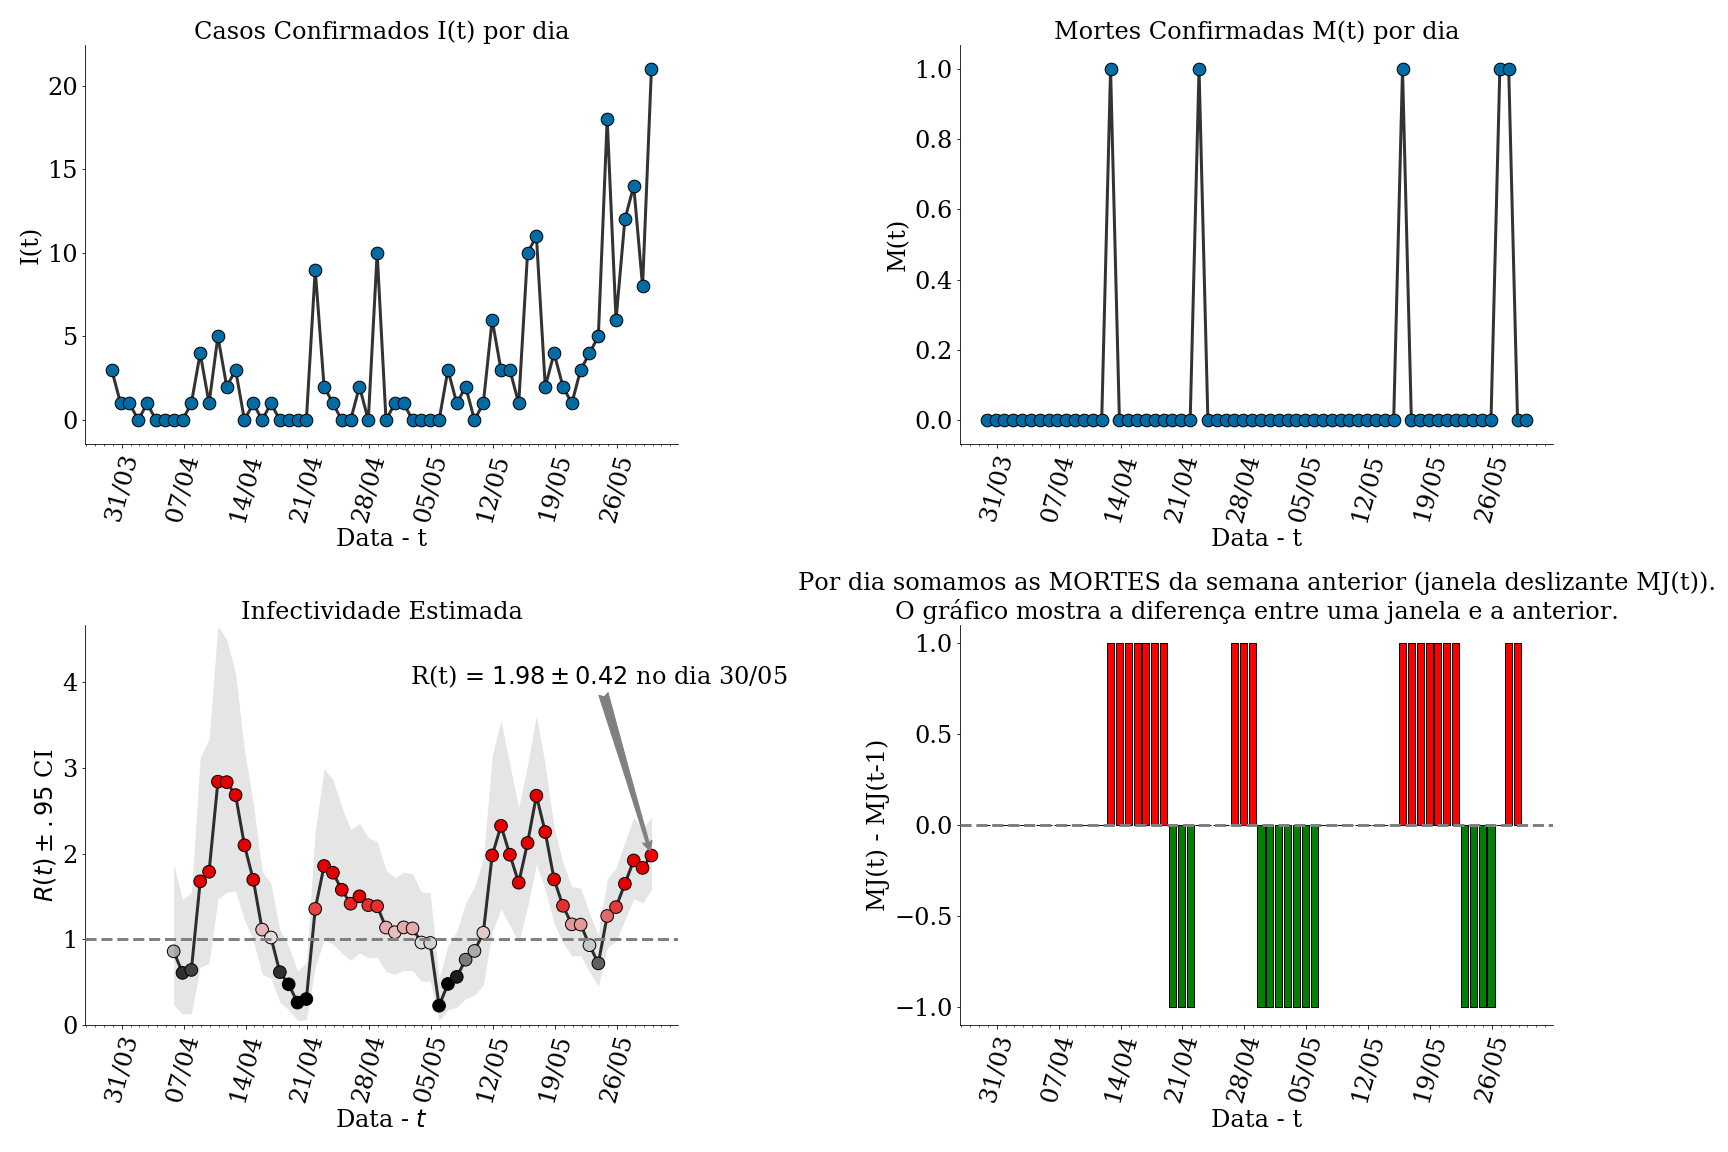 Casos Confirmados I(t) por dia
I(t)
20
15
10
5
0
31/03 07/04 14/04 21/04 28/04 05/05 12/05 19/05 26/05
Data - t
Mortes Confirmadas M(t) por dia
M(t)
1.0
0.8
0.6
0.4
0.2
0.0
31/03 07/04 14/04 21/04 28/04 05/05 12/05 19/05 26/05
Data - t
Infectividade Estimada
R(t) = 1.98 ± 0.42 no dia 30/05
R(t) ± .95 CI
4
3
2
1
0
31/03 07/04 14/04 21/04 28/04 05/05 12/05 19/05 26/05
Data - t
Por dia somamos as MORTES da semana anterior (janela deslizante MJ(t)).
O gráfico mostra a diferença entre uma janela e a anterior.
MJ(t) - MJ(t-1)
1.0
0.5
0.0
−0.5
−1.0
31/03 07/04 14/04 21/04 28/04 05/05 12/05 19/05 26/05
Data - t